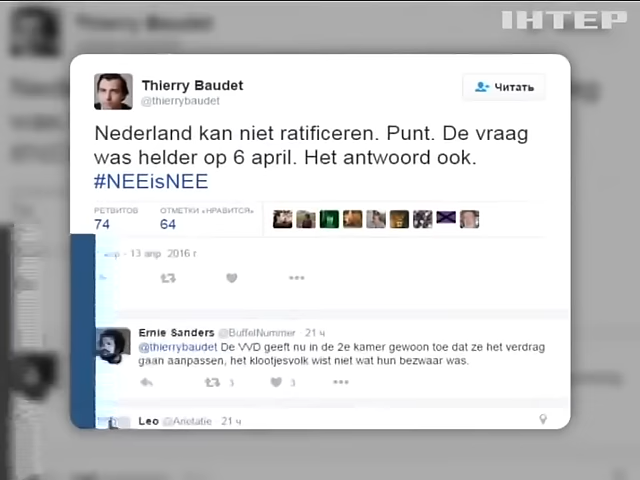 ІНТЕР
Thierry Baudet
@thierrybaudet
Читать
Nederland kan niet ratificeren. Punt. De vraag
was helder op 6 april. Het antwoord ook.
#NEEisNEE
РЕТВИТОВ
ОТМЕТКИ «НРАВИТСЯ»
74
64
13 апр. 2016 г.
Ernie Sanders @BuffelNummer · 21 ч
@thierrybaudet De VVD geeft nu in de 2e kamer gewoon toe dat ze het verdrag
gaan aanpassen, het klootjesvolk wist niet wat hun bezwaar was.
3
3
Leo @Arietatie · 21 ч